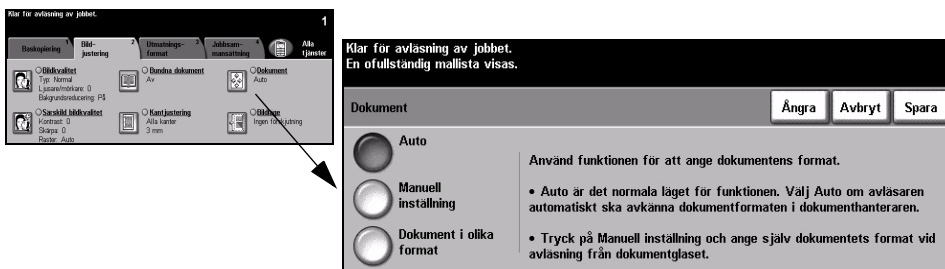 Klar för avläsning av jobbet.
1
Baskopiering 1
Bild-
justering 2
Utmatnings-
format 3
Jobbsam-
mansättning 4
Alla
tjänster
Bildkvalitet
Typ: Normal
Ljusare/mörkare: 0
Bakgrundsreducering: På
Bundna dokument
Av
Dokument
Auto
Särskild bildkvalitet
Kontrast: 0
Skärpa: 0
Raster: Auto
Kantjustering
Alla kanter
3 mm
Bildläge
Ingen förskjutning
Klar för avläsning av jobbet.
En ofullständig mallista visas.
Dokument
Ångra
Avbryt
Spara
Auto
Manuell
inställning
Dokument i olika
format
Använd funktionen för att ange dokumentens format.
• Auto är det normala läget för funktionen. Välj Auto om avläsaren
automatiskt ska avkänna dokumentformaten i dokumenthanteraren.
• Tryck på Manuell inställning och ange själv dokumentets format vid
avläsning från dokumentglaset.